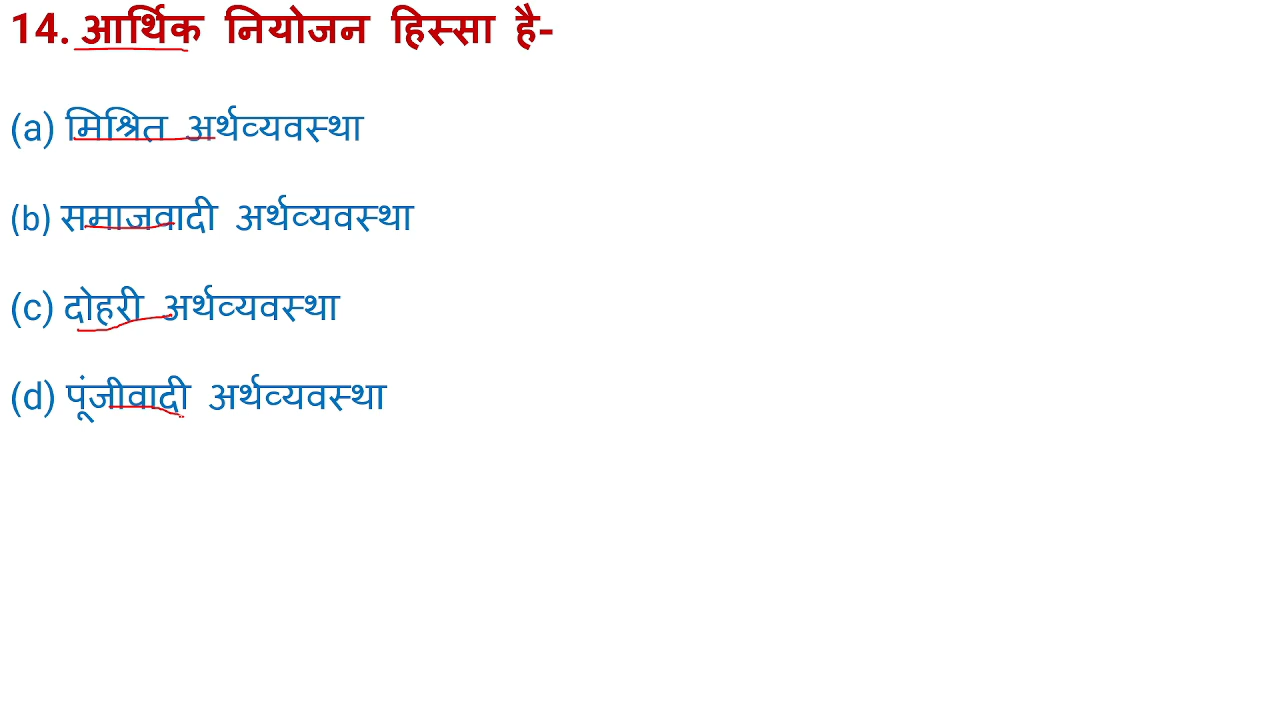 14. आर्थिक नियोजन हिस्सा है-
(a) मिश्रित अर्थव्यवस्था
(b) समाजवादी अर्थव्यवस्था
(c) दोहरी अर्थव्यवस्था
(d) पूंजीवादी अर्थव्यवस्था